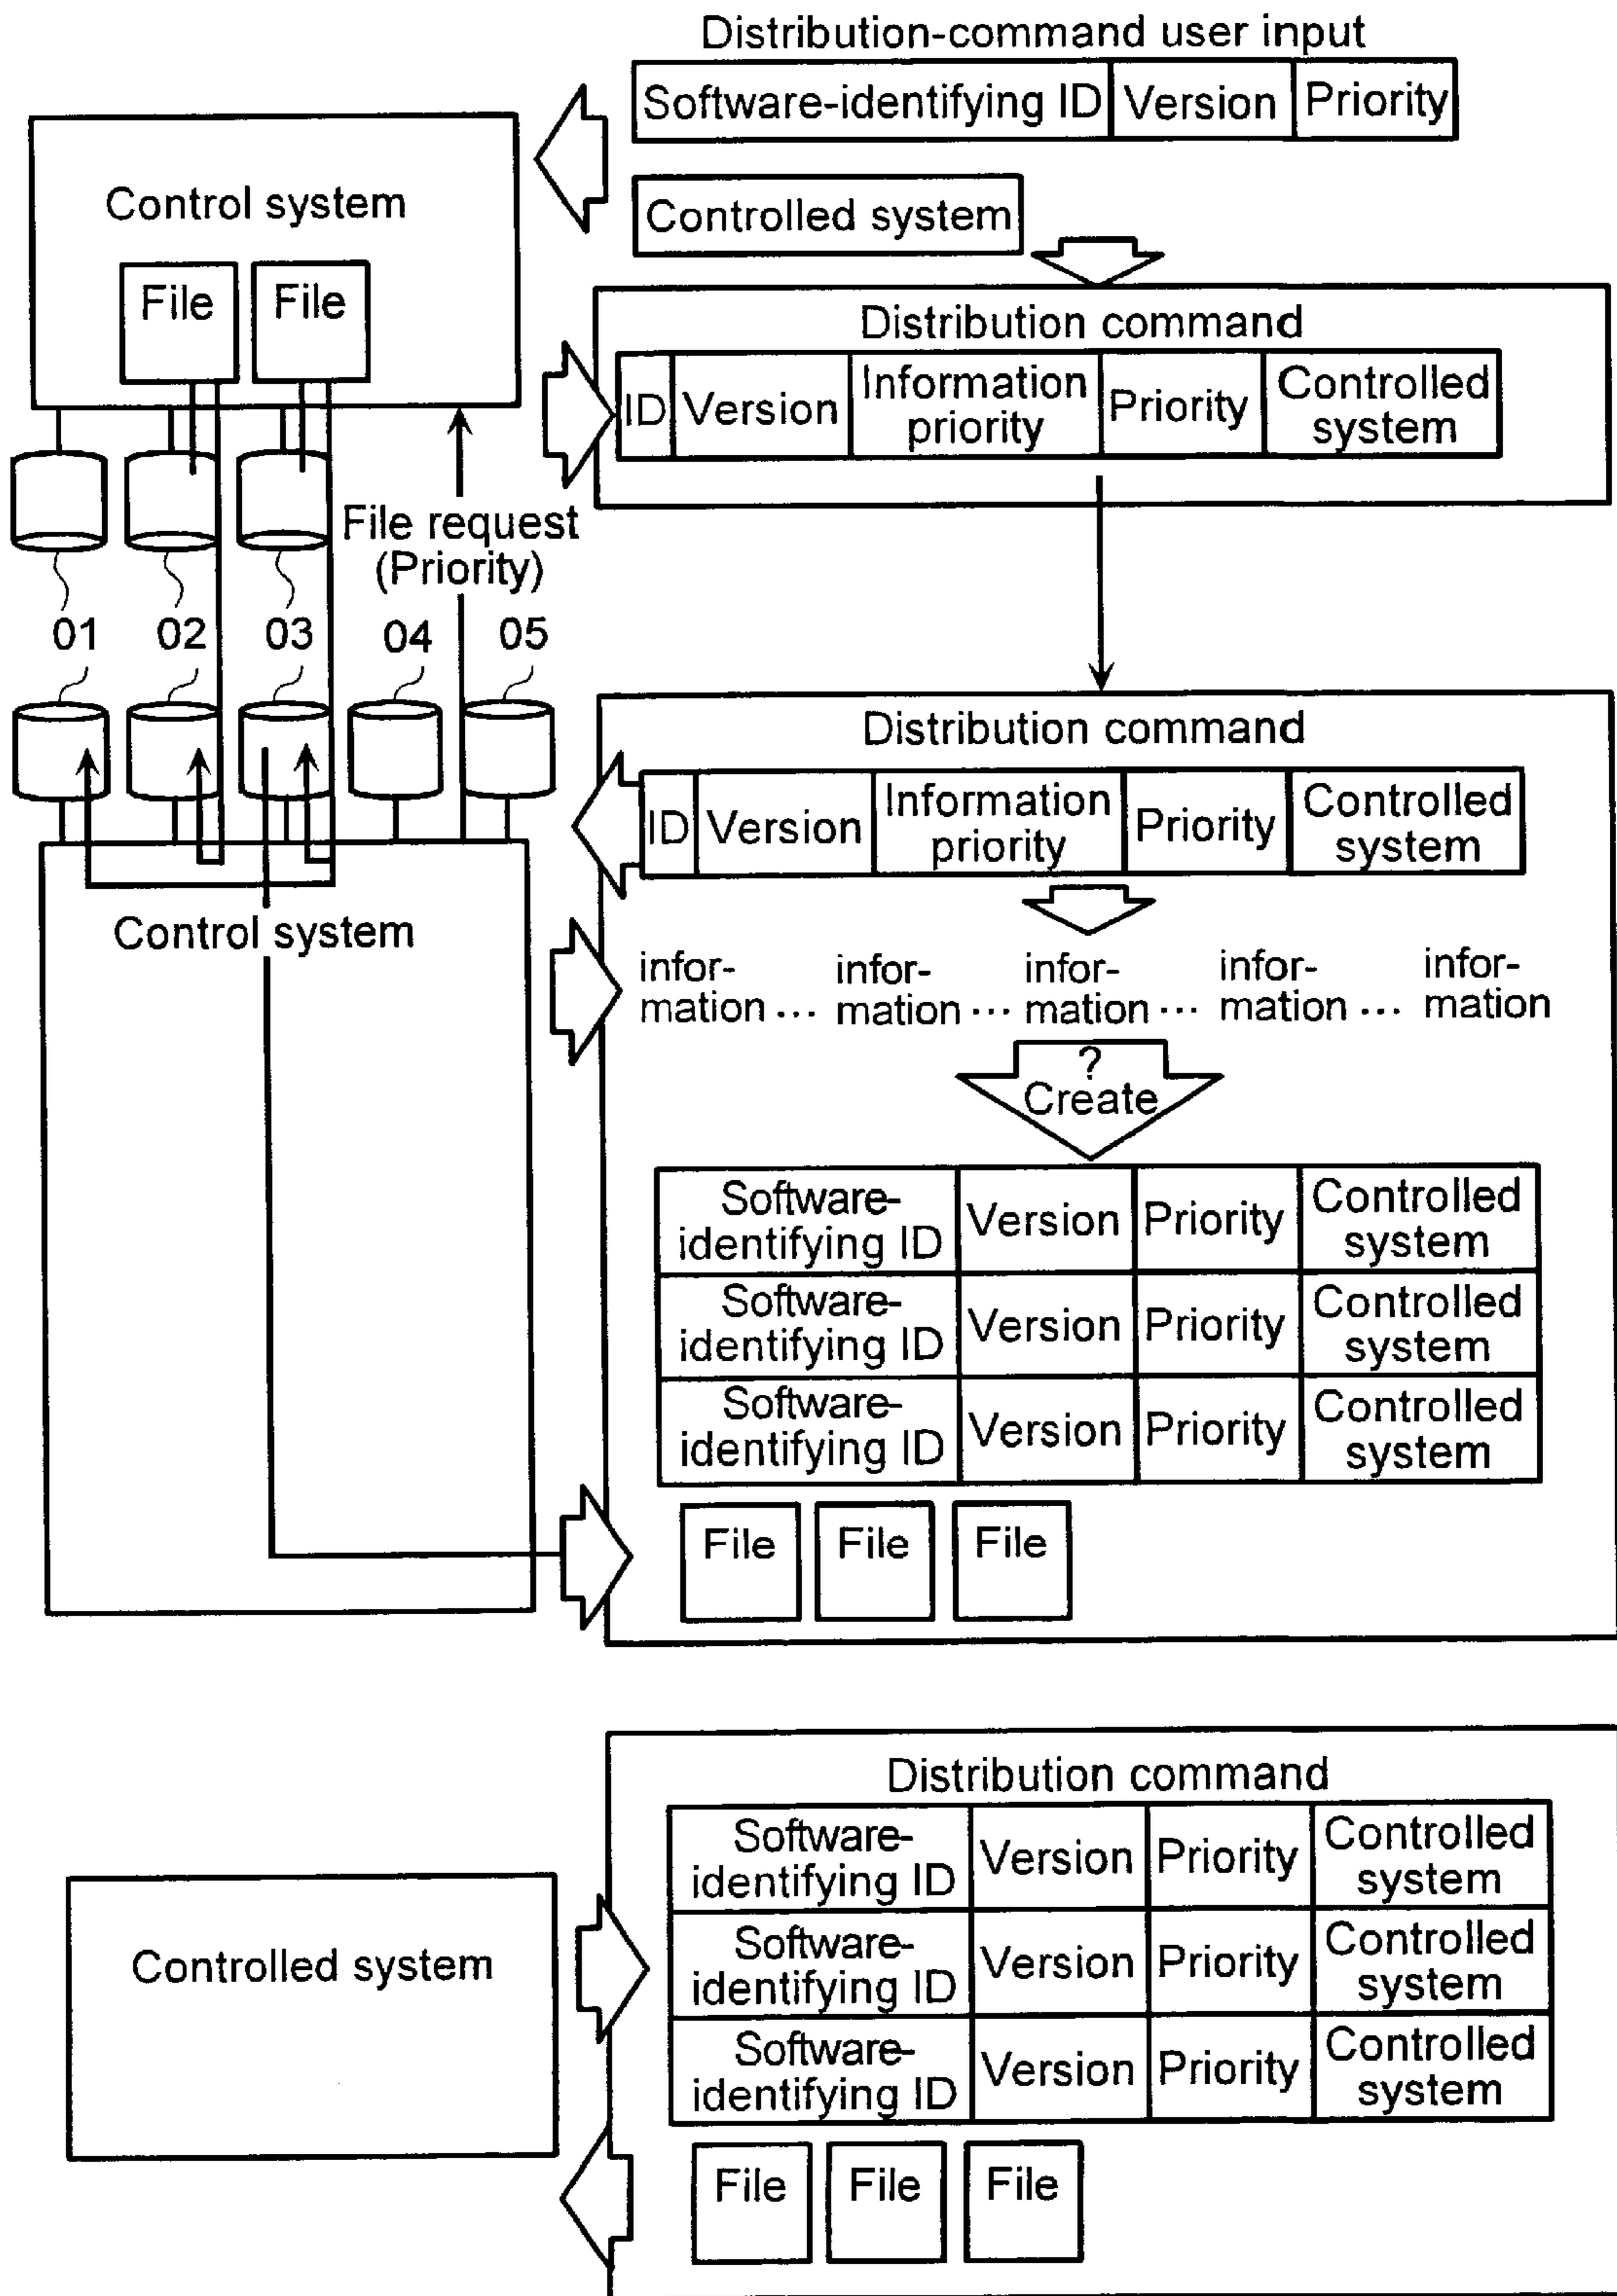 Distribution-command user input
Software-identifying ID Version Priority
Control system
Controlled system
File File
Distribution command
ID Version Information priority Priority Controlled system
File request
(Priority)
01 02 03 04 05
Distribution command
ID Version Information priority Priority Controlled system
Control system
infor- infor- infor- infor- infor-
mation ... mation ... mation ... mation ... mation
?
Create
Software-identifying ID Version Priority Controlled system
Software-identifying ID Version Priority Controlled system
Software-identifying ID Version Priority Controlled system
File File File
Distribution command
Software-identifying ID Version Priority Controlled system
Controlled system
Software-identifying ID Version Priority Controlled system
Software-identifying ID Version Priority Controlled system
File File File